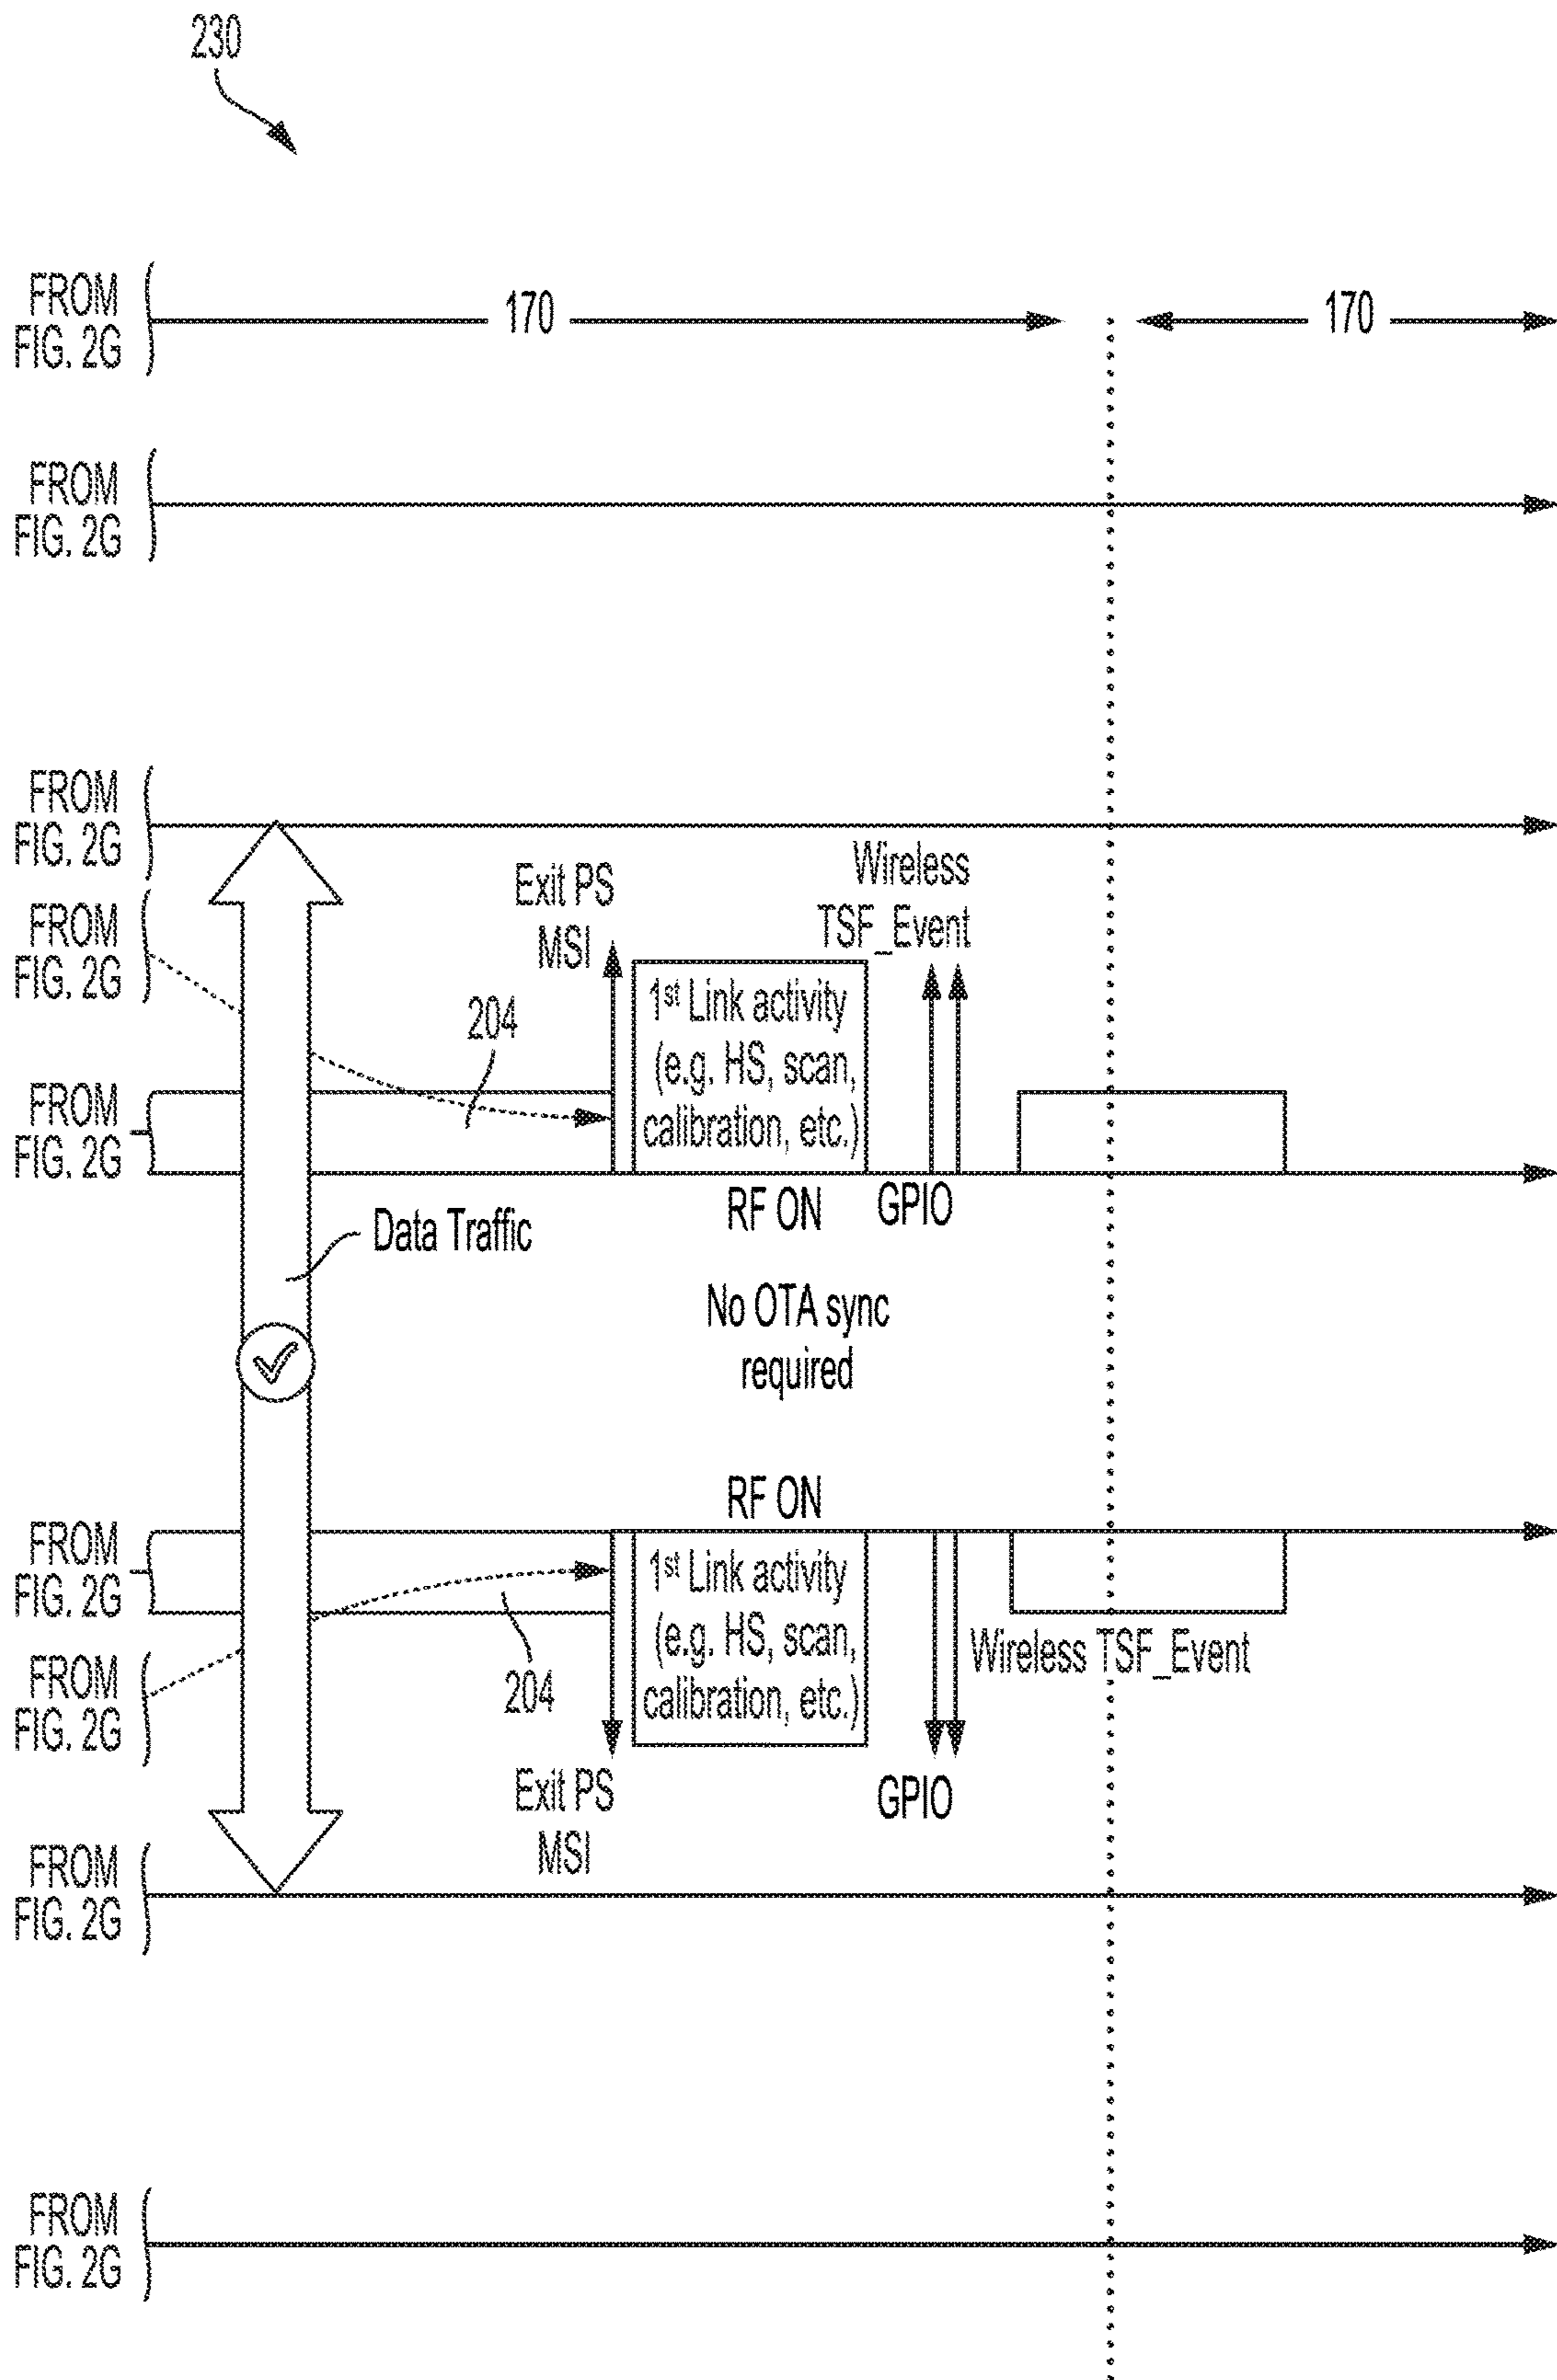 230
FROM
FIG. 2G
170
170
FROM
FIG. 2G
FROM
FIG. 2G
Exit PS
MSI
Wireless
TSF_Event
FROM
FIG. 2G
204
1st Link activity
(e.g. HS, scan,
calibration, etc.)
FROM
FIG. 2G
RF ON
GPIO
Data Traffic
No OTA sync
required
RF ON
FROM
FIG. 2G
1st Link activity
(e.g. HS, scan,
calibration, etc.)
Wireless TSF_Event
FROM
FIG. 2G
204
Exit PS
MSI
GPIO
FROM
FIG. 2G
FROM
FIG. 2G